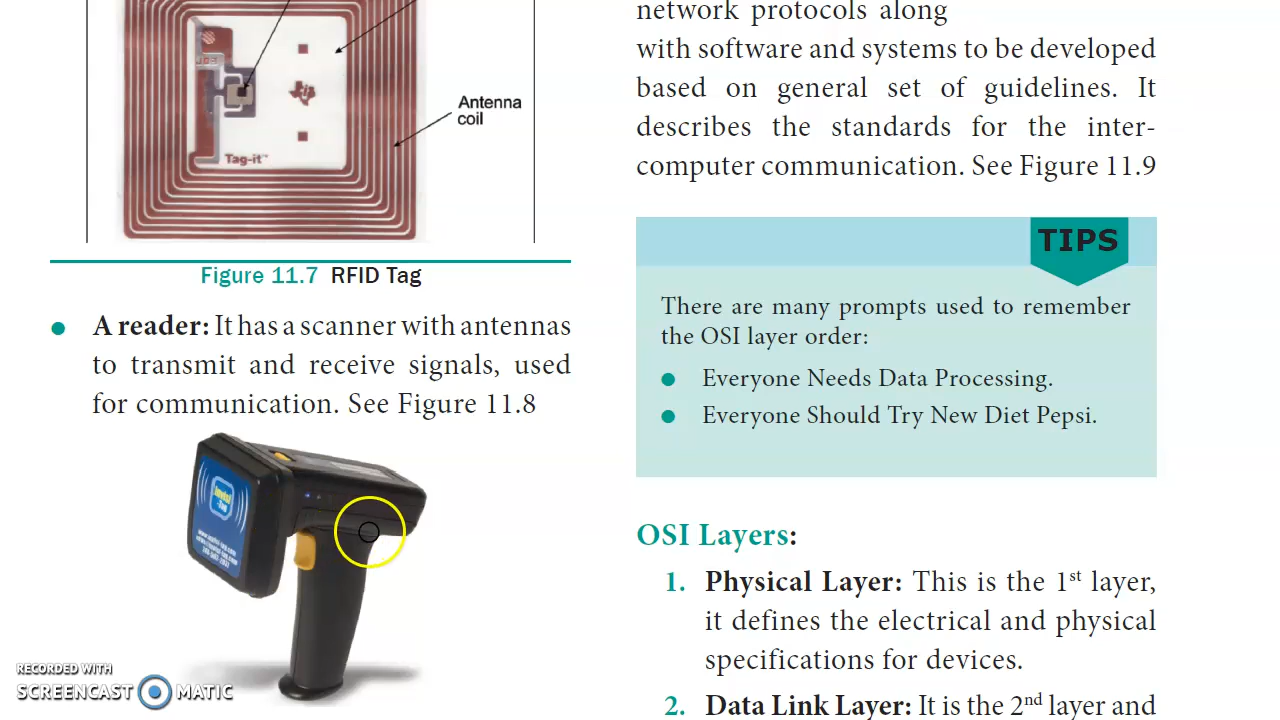 JO3
Tag-it™
Antenna
coil
Figure 11.7 RFID Tag
• A reader: It has a scanner with antennas
to transmit and receive signals, used
for communication. See Figure 11.8
RECORDED WITH
SCREENCAST MATIC
network protocols along
with software and systems to be developed
based on general set of guidelines. It
describes the standards for the inter-
computer communication. See Figure 11.9
TIPS
There are many prompts used to remember
the OSI layer order:
• Everyone Needs Data Processing.
• Everyone Should Try New Diet Pepsi.
OSI Layers:
1. Physical Layer: This is the 1st layer,
it defines the electrical and physical
specifications for devices.
2. Data Link Layer: It is the 2nd layer and